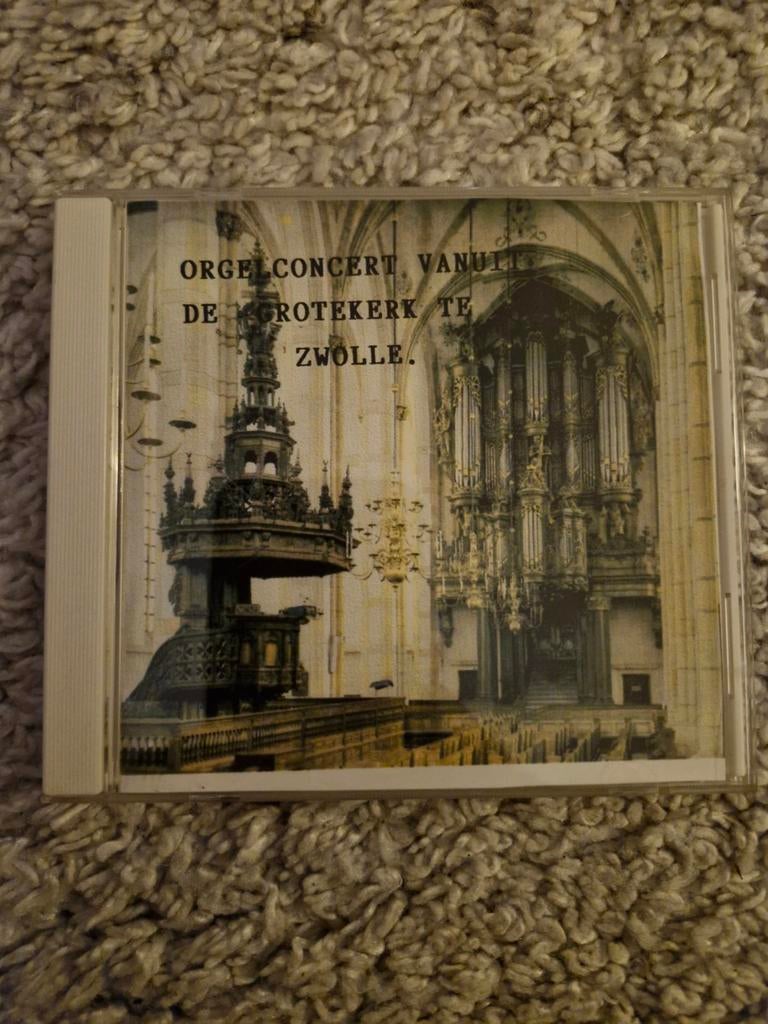 ORGELCONCERT VANUIT
DE GROTEKERK TE
ZWOLLE.